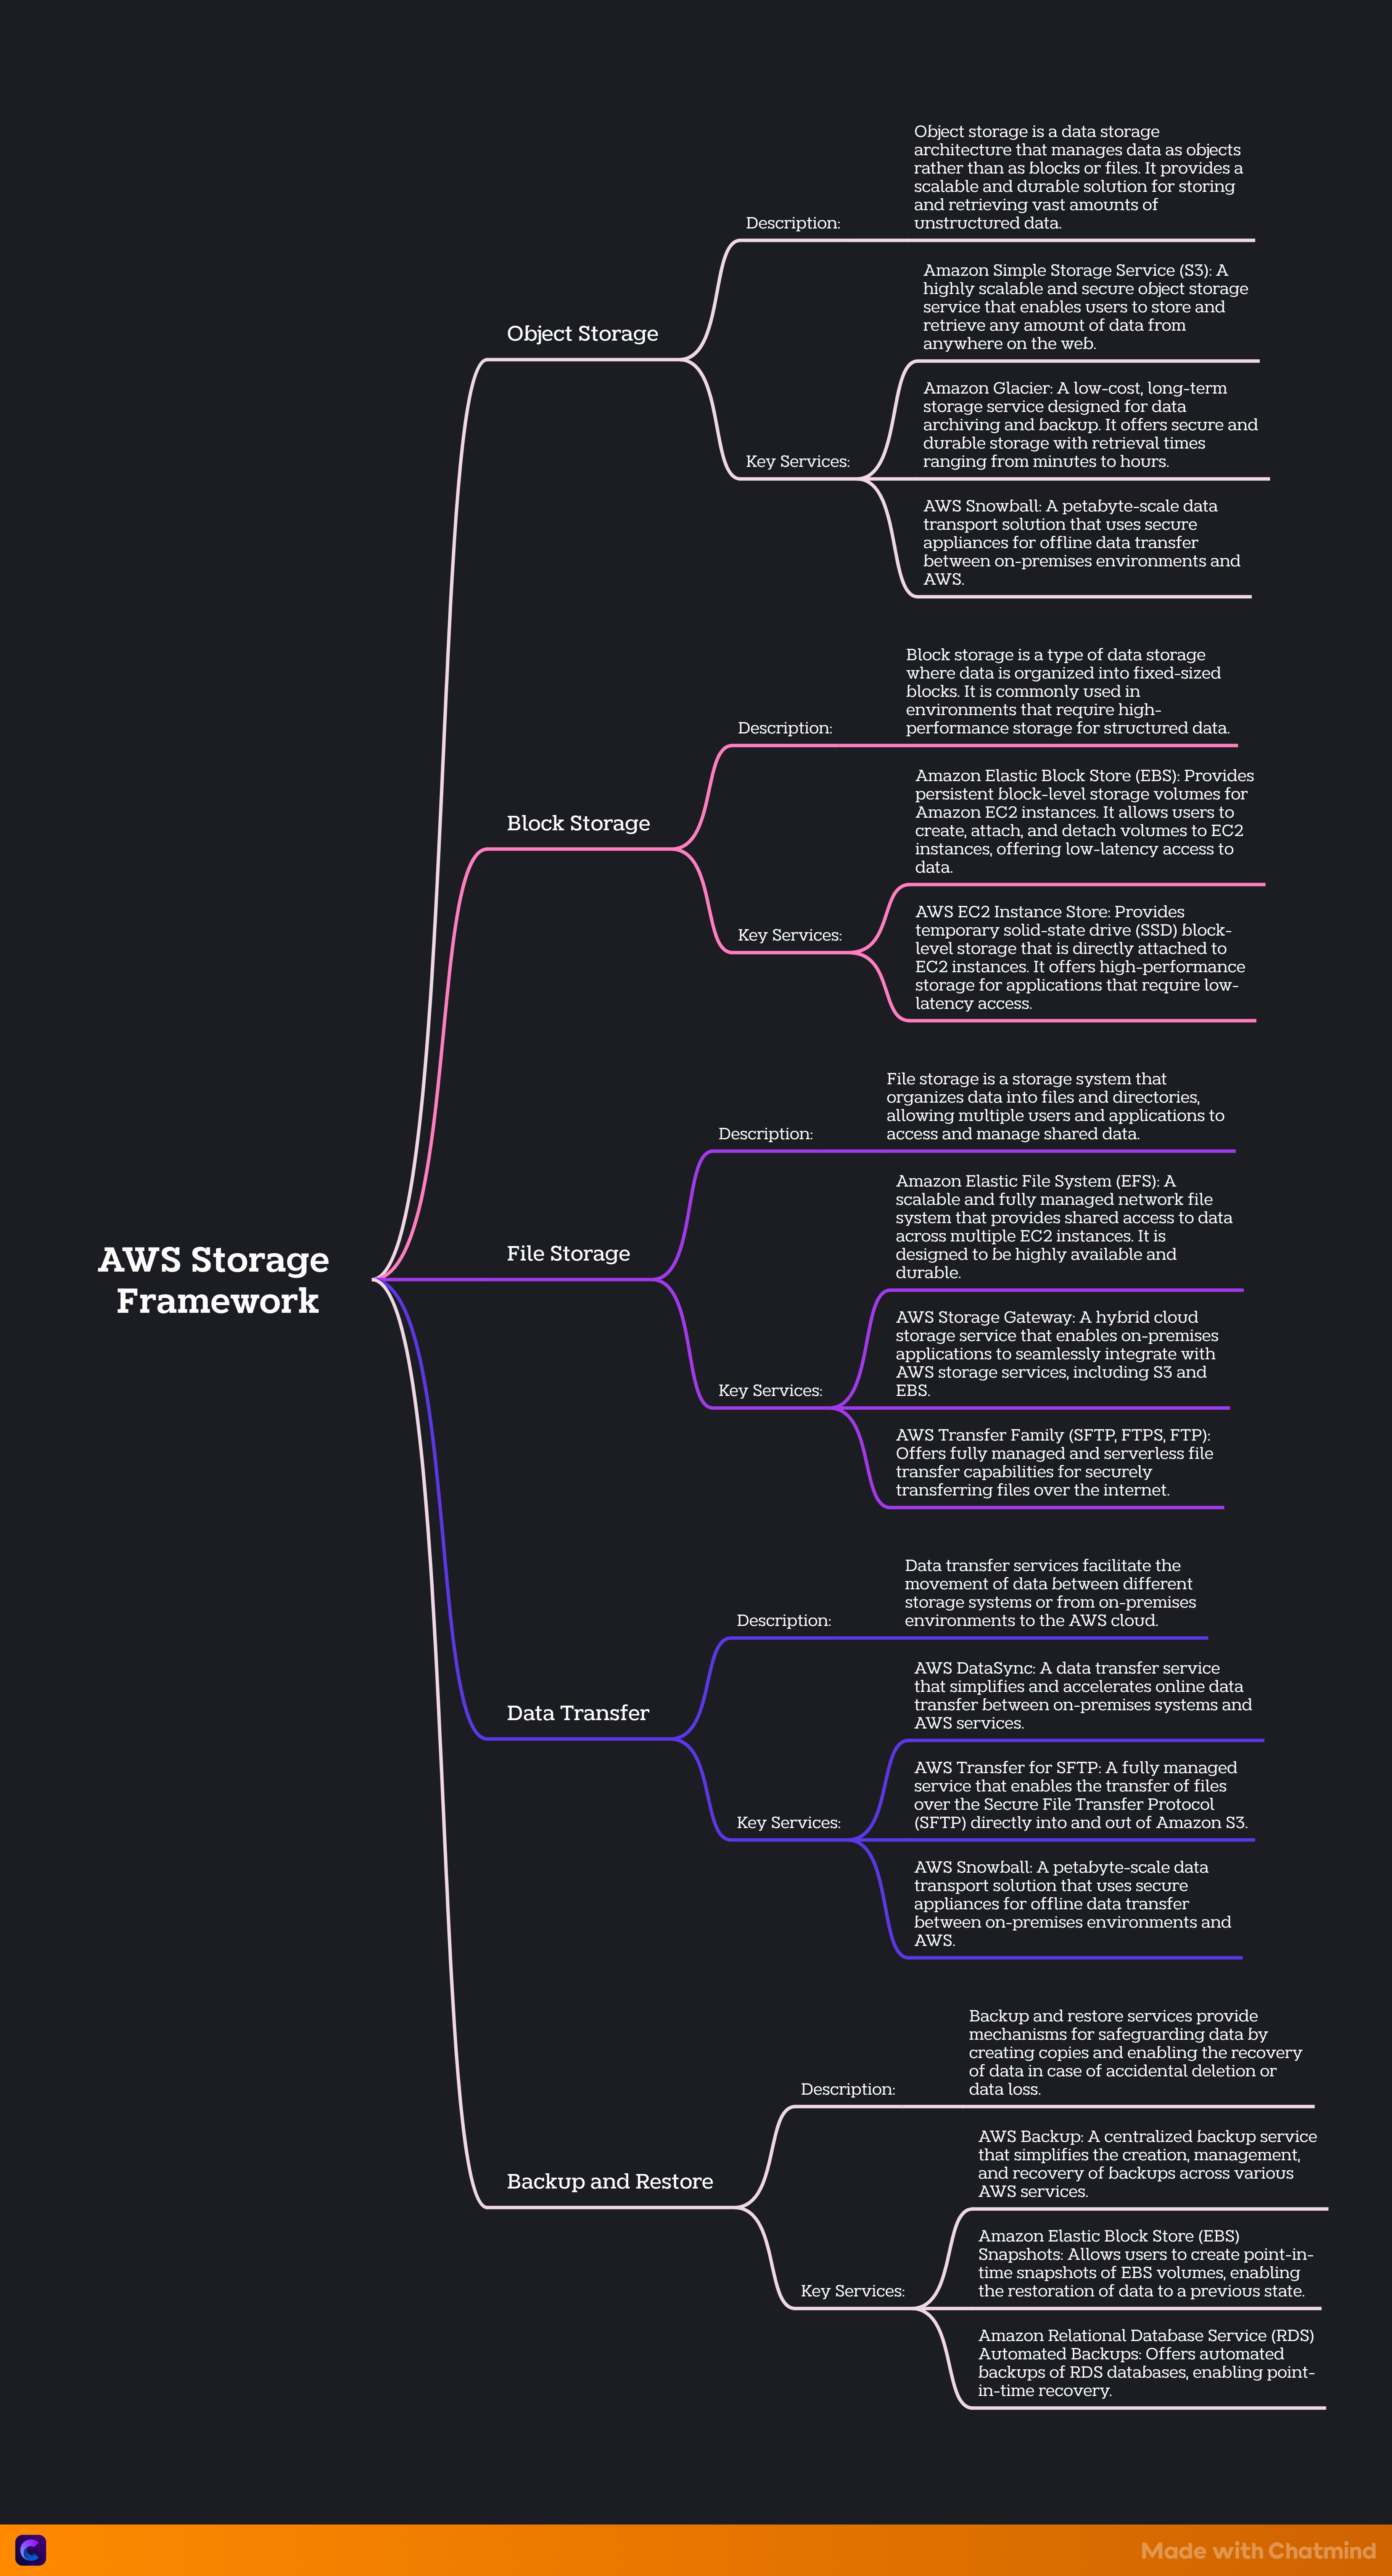 AWS Storage
Framework
Object Storage
Description:
Object storage is a data storage
architecture that manages data as objects
rather than as blocks or files. It provides a
scalable and durable solution for storing
and retrieving vast amounts of
unstructured data.
Key Services:
Amazon Simple Storage Service (S3): A
highly scalable and secure object storage
service that enables users to store and
retrieve any amount of data from
anywhere on the web.
Amazon Glacier: A low-cost, long-term
storage service designed for data
archiving and backup. It offers secure and
durable storage with retrieval times
ranging from minutes to hours.
AWS Snowball: A petabyte-scale data
transport solution that uses secure
appliances for offline data transfer
between on-premises environments and
AWS.
Block Storage
Description:
Block storage is a type of data storage
where data is organized into fixed-sized
blocks. It is commonly used in
environments that require high-
performance storage for structured data.
Key Services:
Amazon Elastic Block Store (EBS): Provides
persistent block-level storage volumes for
Amazon EC2 instances. It allows users to
create, attach, and detach volumes to EC2
instances, offering low-latency access to
data.
AWS EC2 Instance Store: Provides
temporary solid-state drive (SSD) block-
level storage that is directly attached to
EC2 instances. It offers high-performance
storage for applications that require low-
latency access.
File Storage
Description:
File storage is a storage system that
organizes data into files and directories,
allowing multiple users and applications to
access and manage shared data.
Key Services:
Amazon Elastic File System (EFS): A
scalable and fully managed network file
system that provides shared access to data
across multiple EC2 instances. It is
designed to be highly available and
durable.
AWS Storage Gateway: A hybrid cloud
storage service that enables on-premises
applications to seamlessly integrate with
AWS storage services, including S3 and
EBS.
AWS Transfer Family (SFTP, FTPS, FTP):
Offers fully managed and serverless file
transfer capabilities for securely
transferring files over the internet.
Data Transfer
Description:
Data transfer services facilitate the
movement of data between different
storage systems or from on-premises
environments to the AWS cloud.
Key Services:
AWS DataSync: A data transfer service
that simplifies and accelerates online data
transfer between on-premises systems and
AWS services.
AWS Transfer for SFTP: A fully managed
service that enables the transfer of files
over the Secure File Transfer Protocol
(SFTP) directly into and out of Amazon S3.
AWS Snowball: A petabyte-scale data
transport solution that uses secure
appliances for offline data transfer
between on-premises environments and
AWS.
Backup and Restore
Description:
Backup and restore services provide
mechanisms for safeguarding data by
creating copies and enabling the recovery
of data in case of accidental deletion or
data loss.
Key Services:
AWS Backup: A centralized backup service
that simplifies the creation, management,
and recovery of backups across various
AWS services.
Amazon Elastic Block Store (EBS)
Snapshots: Allows users to create point-in-
time snapshots of EBS volumes, enabling
the restoration of data to a previous state.
Amazon Relational Database Service (RDS)
Automated Backups: Offers automated
backups of RDS databases, enabling point-
in-time recovery.
Made with Chatmind